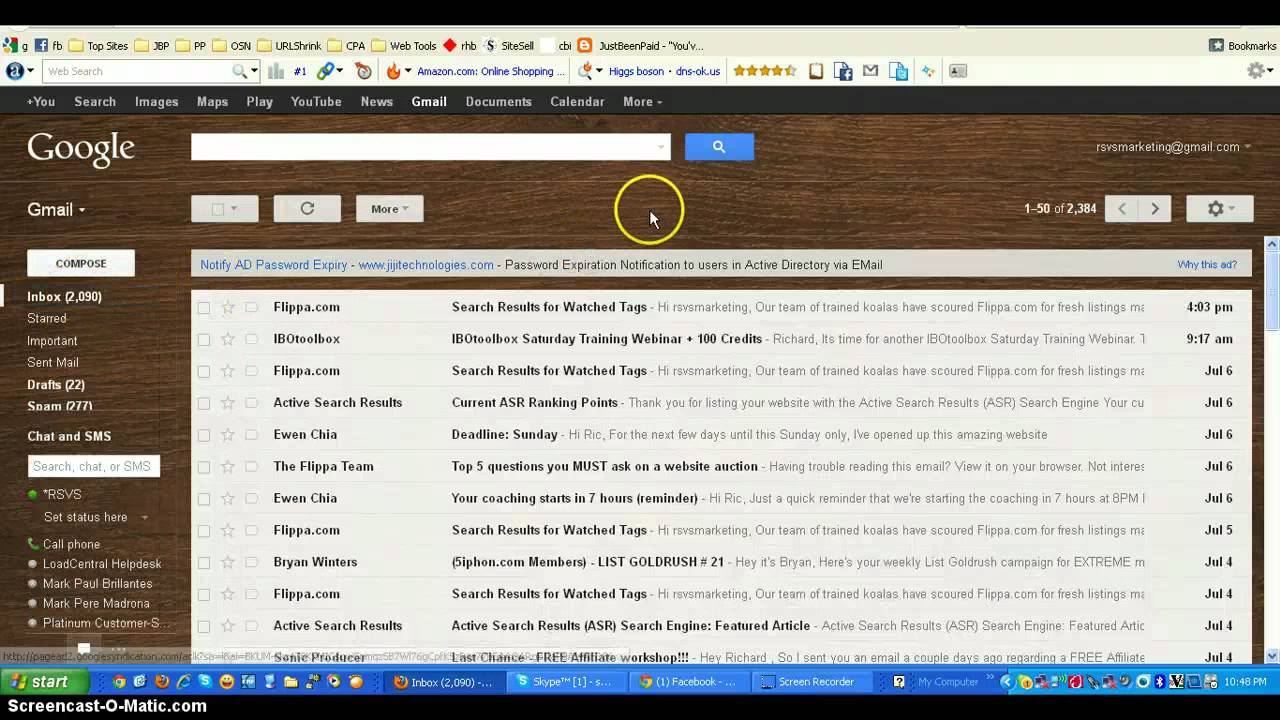 g fb Top Sites JBP PP OSN URLShrink CPA Web Tools rhb S SiteSell cbi JustBeenPaid - "You'v... Bookmarks
a Web Search #1 Amazon.com: Online Shopping ... Higgs boson - dns-ok.us
+You Search Images Maps Play YouTube News Gmail Documents Calendar More
Google rsvsmarketing@gmail.com
Gmail More 1–50 of 2,384
COMPOSE
Notify AD Password Expiry - www.jijitechnologies.com - Password Expiration Notification to users in Active Directory via EMail Why this ad?
Inbox (2,090)
Starred
Important
Sent Mail
Drafts (22)
Spam (277)
Chat and SMS
Search, chat, or SMS
*RSVS
Set status here
Call phone
LoadCentral Helpdesk
Mark Paul Brillantes
Mark Pere Madrona
Platinum Customer-S...
Flippa.com Search Results for Watched Tags - Hi rsvsmarketing, Our team of trained koalas have scoured Flippa.com for fresh listings ma 4:03 pm
IBOtoolbox IBOtoolbox Saturday Training Webinar + 100 Credits - Richard, Its time for another IBOtoolbox Saturday Training Webinar. T 9:17 am
Flippa.com Search Results for Watched Tags - Hi rsvsmarketing, Our team of trained koalas have scoured Flippa.com for fresh listings ma Jul 6
Active Search Results Current ASR Ranking Points - Thank you for listing your website with the Active Search Results (ASR) Search Engine Your cu Jul 6
Ewen Chia Deadline: Sunday - Hi Ric, For the next few days until this Sunday only, I've opened up this amazing website Jul 6
The Flippa Team Top 5 questions you MUST ask on a website auction - Having trouble reading this email? View it on your browser. Not interes Jul 6
Ewen Chia Your coaching starts in 7 hours (reminder) - Hi Ric, Just a quick reminder that we're starting the coaching in 7 hours at 8PM Jul 6
Flippa.com Search Results for Watched Tags - Hi rsvsmarketing, Our team of trained koalas have scoured Flippa.com for fresh listings ma Jul 5
Bryan Winters (5iphon.com Members) - LIST GOLDRUSH # 21 - Hey it's Bryan, Here's your weekly List Goldrush campaign for EXTREME m Jul 4
Flippa.com Search Results for Watched Tags - Hi rsvsmarketing, Our team of trained koalas have scoured Flippa.com for fresh listings ma Jul 4
Active Search Results Active Search Results (ASR) Search Engine: Featured Article - Active Search Results (ASR) Search Engine: Featured Article Jul 4
Sonic Producer Last Chance - FREE Affiliate workshop!!! - Hey Richard , So I sent you an email a couple days ago regarding a FREE Affiliate Jul 4
start Inbox (2,090) -... Skype™ [1] - s... (1) Facebook - ... Screen Recorder My Computer 10:48 PM
Screencast-O-Matic.com